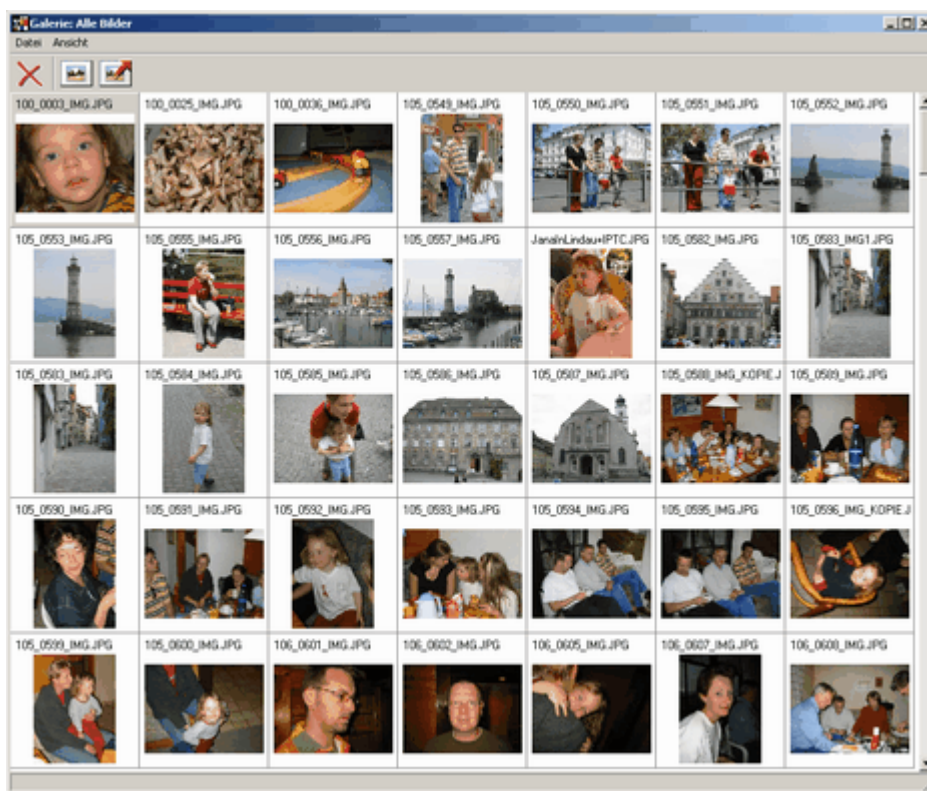 Galerie: Alle Bilder
Datei Ansicht
100_0003_IMG.JPG 100_0025_IMG.JPG 100_0036_IMG.JPG 105_0549_IMG.JPG 105_0550_IMG.JPG 105_0551_IMG.JPG 105_0552_IMG.JPG
105_0553_IMG.JPG 105_0555_IMG.JPG 105_0556_IMG.JPG 105_0557_IMG.JPG JanainLindau+IPTC.JPG 105_0582_IMG.JPG 105_0583_IMG1.JPG
105_0583_IMG.JPG 105_0584_IMG.JPG 105_0585_IMG.JPG 105_0586_IMG.JPG 105_0587_IMG.JPG 105_0588_IMG_KOPIE.J 105_0589_IMG.JPG
105_0590_IMG.JPG 105_0591_IMG.JPG 105_0592_IMG.JPG 105_0593_IMG.JPG 105_0594_IMG.JPG 105_0595_IMG.JPG 105_0596_IMG_KOPIE.J
105_0599_IMG.JPG 105_0600_IMG.JPG 106_0601_IMG.JPG 106_0602_IMG.JPG 106_0605_IMG.JPG 106_0607_IMG.JPG 106_0608_IMG.JPG